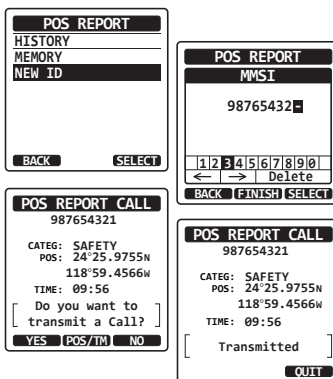 POS REPORT
HISTORY
MEMORY
NEW ID
BACK SELECT
POS REPORT
MMSI
98765432-
1 2 3 4 5 6 7 8 9 0
← → Delete
BACK FINISH SELECT
POS REPORT CALL
987654321
CATEG: SAFETY
POS: 24°25.9755N
118°59.4566W
TIME: 09:56
Do you want to
transmit a Call?
YES POS/TM NO
POS REPORT CALL
987654321
CATEG: SAFETY
POS: 24°25.9755N
118°59.4566W
TIME: 09:56
Transmitted
QUIT